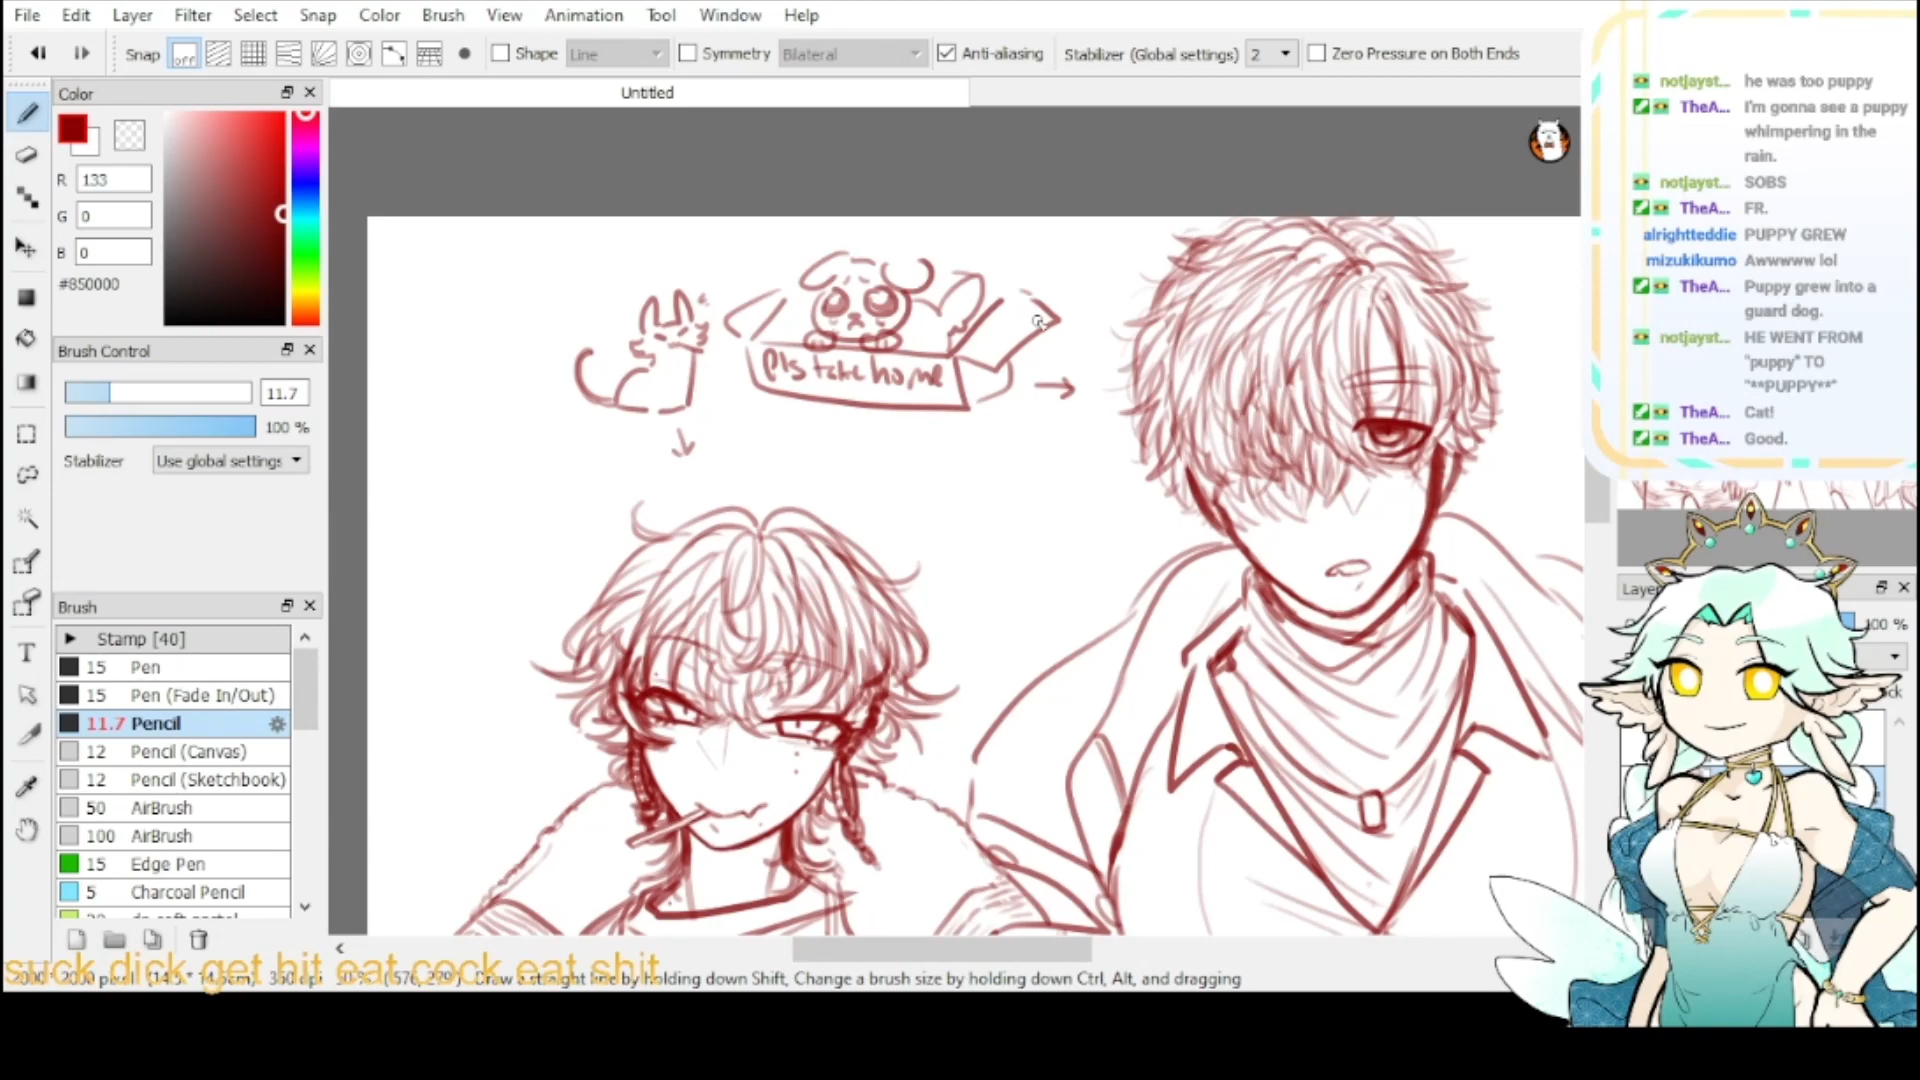 File Edit Layer Filter Select Snap Color Brush View Animation Tool Window Help
Snap off Shape Line Symmetry Bilateral Anti-aliasing Stabilizer (Global settings) 2 Zero Pressure on Both Ends
Color
Untitled
R 133
G 0
B 0
#850000
Brush Control
11.7
100 %
Stabilizer Use global settings
Brush
Stamp [40]
15 Pen
15 Pen (Fade In/Out)
11.7 Pencil
12 Pencil (Canvas)
12 Pencil (Sketchbook)
50 AirBrush
100 AirBrush
15 Edge Pen
5 Charcoal Pencil
Pls take home
notjayst... he was too puppy
TheA... I'm gonna see a puppy
whimpering in the
rain.
notjayst... SOBS
TheA... FR.
alrightteddie PUPPY GREW
mizukikumo Awwwww lol
TheA... Puppy grew into a
guard dog.
notjayst... HE WENT FROM
"puppy" TO
"**PUPPY**"
TheA... Cat!
TheA... Good.
100 %
suck dick get hit eat cock eat shit
Draw a straight line by holding down Shift, Change a brush size by holding down Ctrl, Alt, and dragging